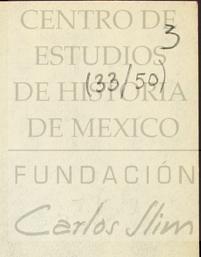 CENTRO DE
3
ESTUDIOS
(33/50)
DE HISTORIA
DE MEXICO
FUNDACIÓN
Carlos Slim